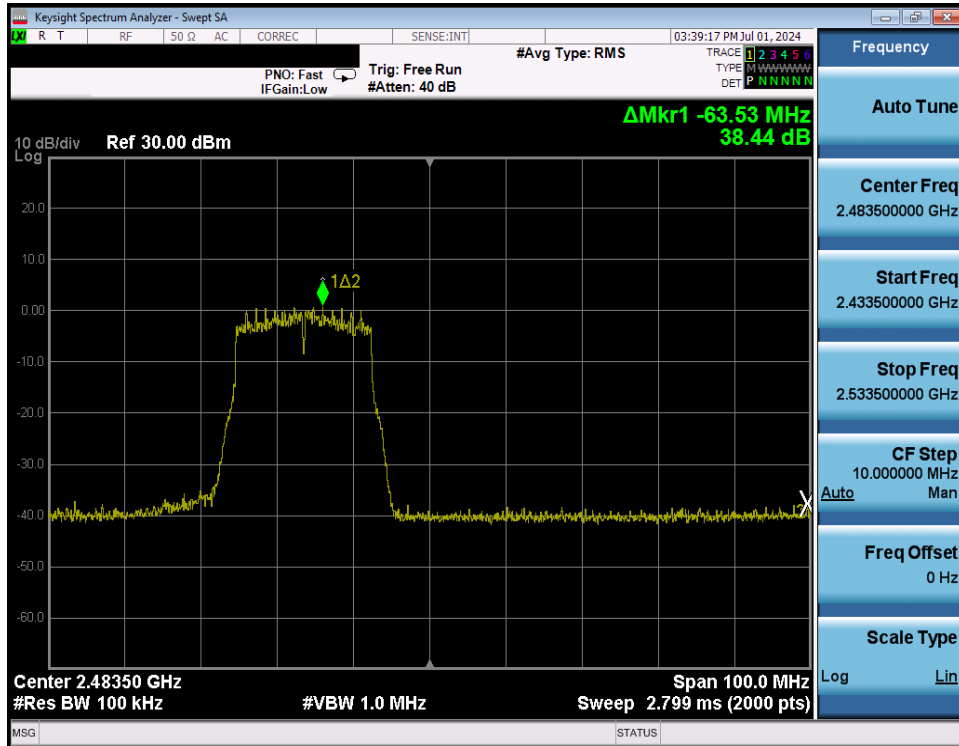 Keysight Spectrum Analyzer - Swept SA
LXI R T RF 50 Ω AC CORREC SENSE:INT 03:39:17 PM Jul 01, 2024
#Avg Type: RMS
TRACE 1 2 3 4 5 6
PNO: Fast Trig: Free Run
TYPE M W W W W W
IFGain:Low #Atten: 40 dB
DET P N N N N N
ΔMkr1 -63.53 MHz
38.44 dB
10 dB/div Ref 30.00 dBm
Log
20.0
10.0
1Δ2
0.00
-10.0
-20.0
-30.0
-40.0
X
-50.0
-60.0
Center 2.48350 GHz Span 100.0 MHz
#Res BW 100 kHz #VBW 1.0 MHz Sweep 2.799 ms (2000 pts)
MSG STATUS
Frequency
Auto Tune
Center Freq
2.483500000 GHz
Start Freq
2.433500000 GHz
Stop Freq
2.533500000 GHz
CF Step
10.000000 MHz
Auto Man
Freq Offset
0 Hz
Scale Type
Log Lin